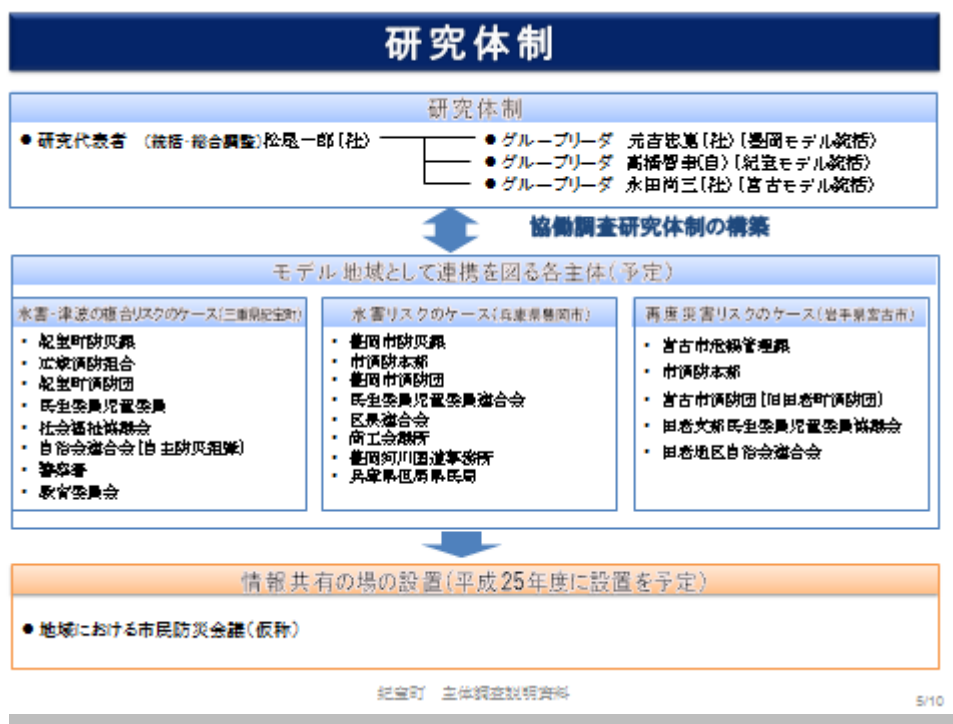 研究体制
研究体制
● 研究代表者 (統括・総合調整)松尾一郎(社)
● グループリーダ 元吉忠寛(社)(豊岡モデル統括)
● グループリーダ 高橋智幸(自)(紀宝モデル統括)
● グループリーダ 永田尚三(社)(宮古モデル統括)
協働調査研究体制の構築
モデル地域として連携を図る各主体(予定)
水害・津波の複合リスクのケース(三重県紀宝町)
・ 紀宝町防災課
・ 広域消防組合
・ 紀宝町消防団
・ 民生委員児童委員
・ 社会福祉協議会
・ 自治会連合会(自主防災組織)
・ 警察署
・ 教育委員会
水害リスクのケース(兵庫県豊岡市)
・ 豊岡市防災課
・ 市消防本部
・ 豊岡市消防団
・ 民生委員児童委員連合会
・ 区長連合会
・ 商工会議所
・ 豊岡河川国道事務所
・ 兵庫県但馬県民局
再度災害リスクのケース(岩手県宮古市)
・ 宮古市危機管理課
・ 市消防本部
・ 宮古市消防団(旧田老町消防団)
・ 田老支部民生委員児童委員協議会
・ 田老地区自治会連合会
情報共有の場の設置(平成25年度に設置を予定)
● 地域における市民防災会議(仮称)
紀宝町 主体調査説明資料
5/10